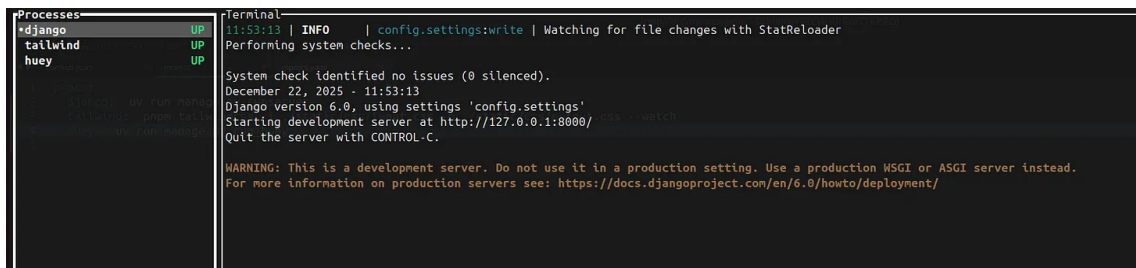 Processes
•django UP
tailwind UP
huey UP
Terminal
11:53:13 | INFO | config.settings:write | Watching for file changes with StatReloader
Performing system checks...
System check identified no issues (0 silenced).
December 22, 2025 - 11:53:13
Django version 6.0, using settings 'config.settings'
Starting development server at http://127.0.0.1:8000/
Quit the server with CONTROL-C.
WARNING: This is a development server. Do not use it in a production setting. Use a production WSGI or ASGI server instead.
For more information on production servers see: https://docs.djangoproject.com/en/6.0/howto/deployment/